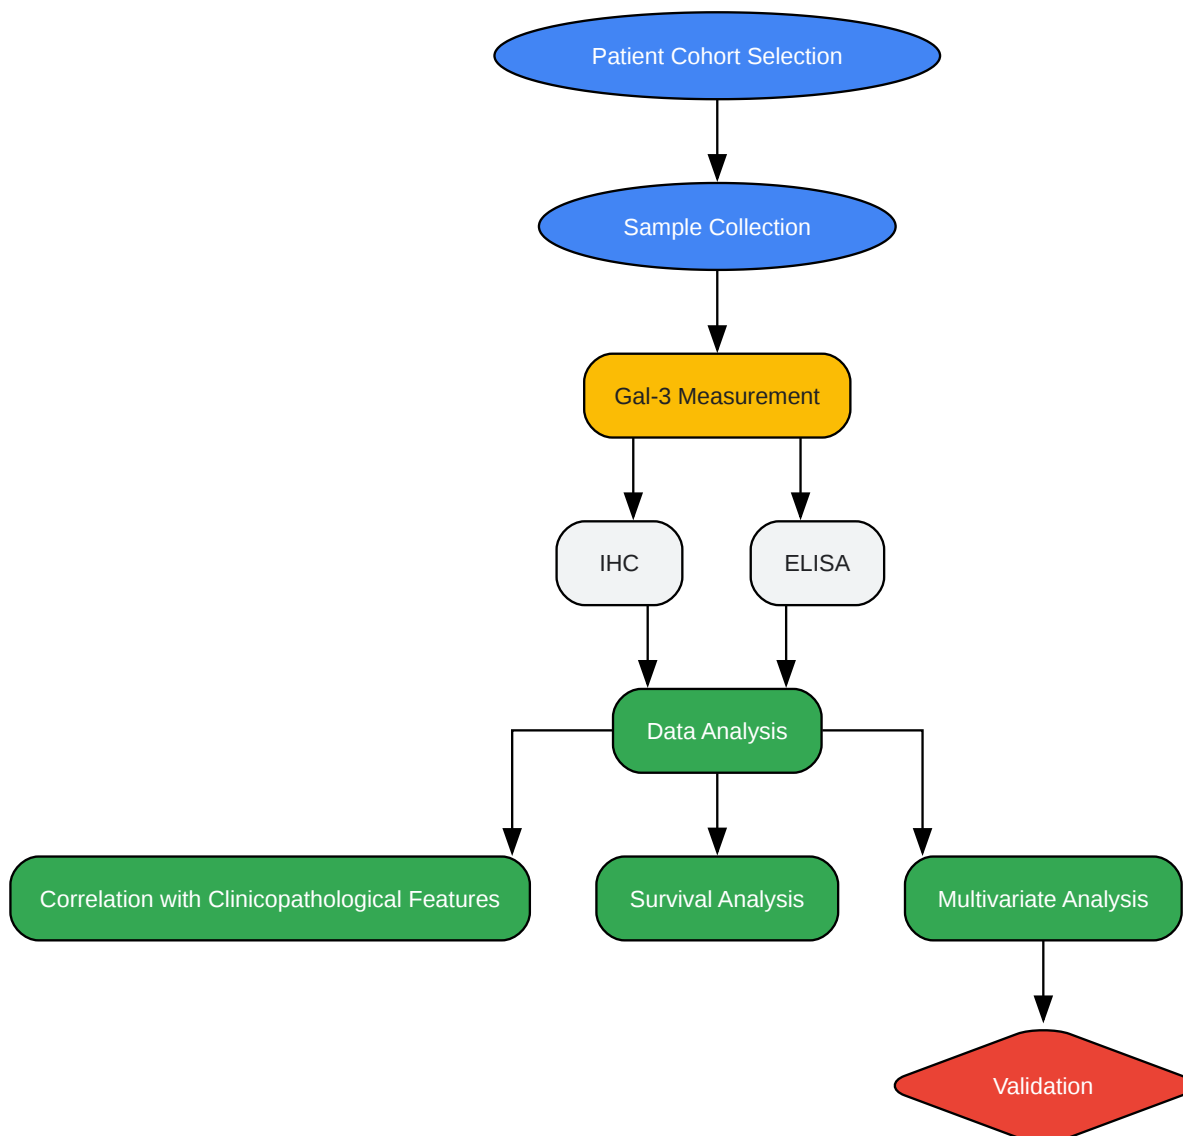 Patient Cohort Selection
Sample Collection
Gal-3 Measurement
IHC
ELISA
Data Analysis
Correlation with Clinicopathological Features
Survival Analysis
Multivariate Analysis
Validation